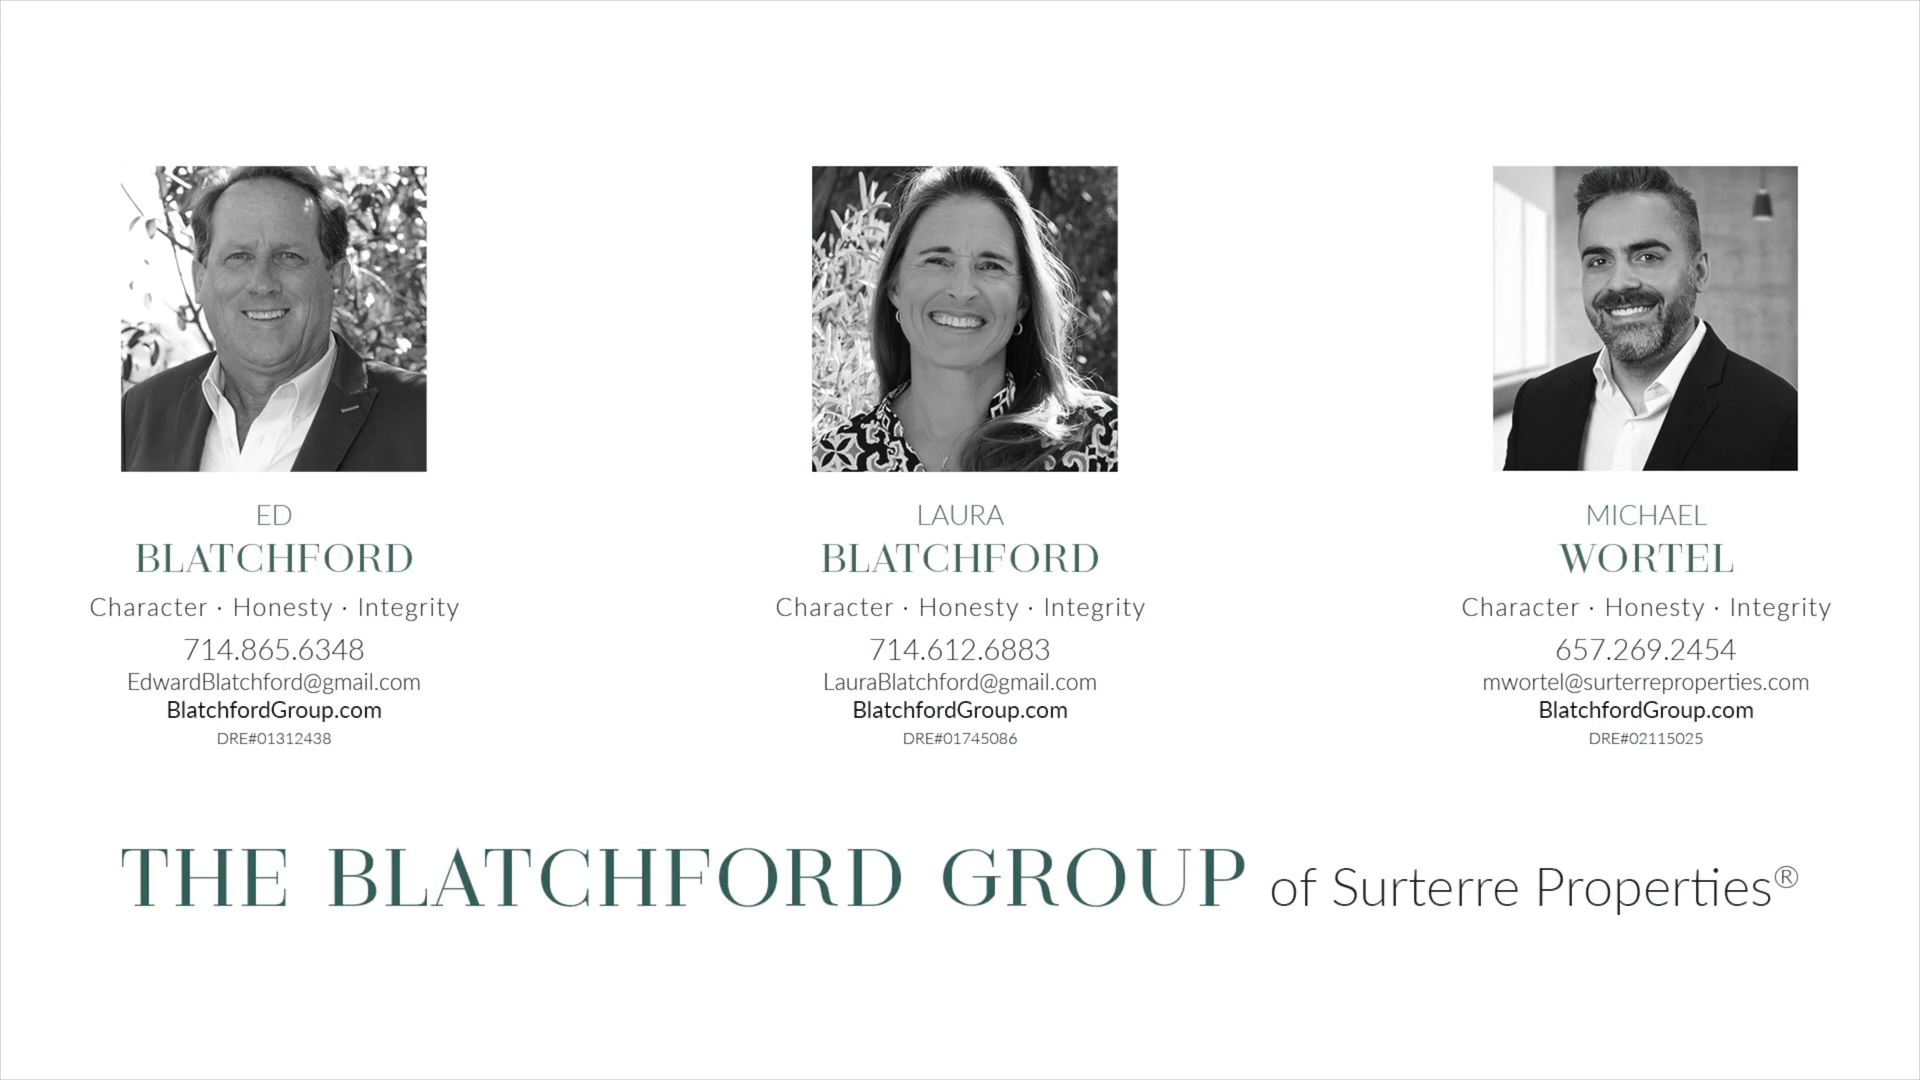 ED
BLATCHFORD
Character · Honesty · Integrity
714.865.6348
EdwardBlatchford@gmail.com
BlatchfordGroup.com
DRE#01312438
LAURA
BLATCHFORD
Character · Honesty · Integrity
714.612.6883
LauraBlatchford@gmail.com
BlatchfordGroup.com
DRE#01745086
MICHAEL
WORTEL
Character · Honesty · Integrity
657.269.2454
mwortel@surterreproperties.com
BlatchfordGroup.com
DRE#02115025
THE BLATCHFORD GROUP of Surterre Properties®